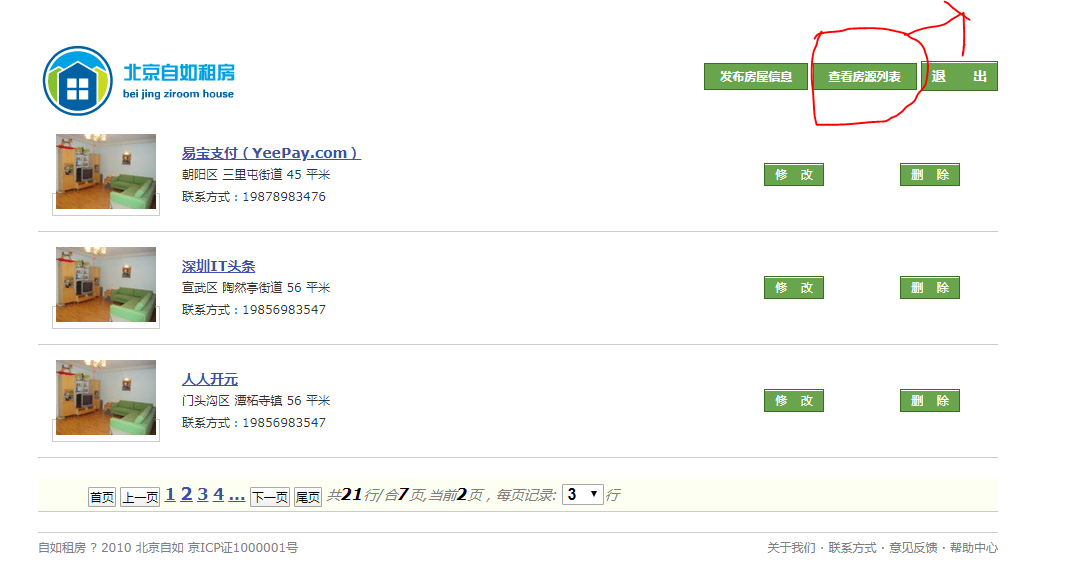 北京自如租房
bei jing ziroom house
发布房屋信息 查看房源列表 退 出
易宝支付（YeePay.com）
朝阳区 三里屯街道 45 平米
联系方式：19878983476
修 改 删 除
深圳IT头条
宣武区 陶然亭街道 56 平米
联系方式：19856983547
修 改 删 除
人人开元
门头沟区 潭柘寺镇 56 平米
联系方式：19856983547
修 改 删 除
首页 上一页 1 2 3 4 ... 下一页 尾页 共21行/合7页,当前2页，每页记录: 3 行
自如租房 ? 2010 北京自如 京ICP证1000001号 关于我们 · 联系方式 · 意见反馈 · 帮助中心